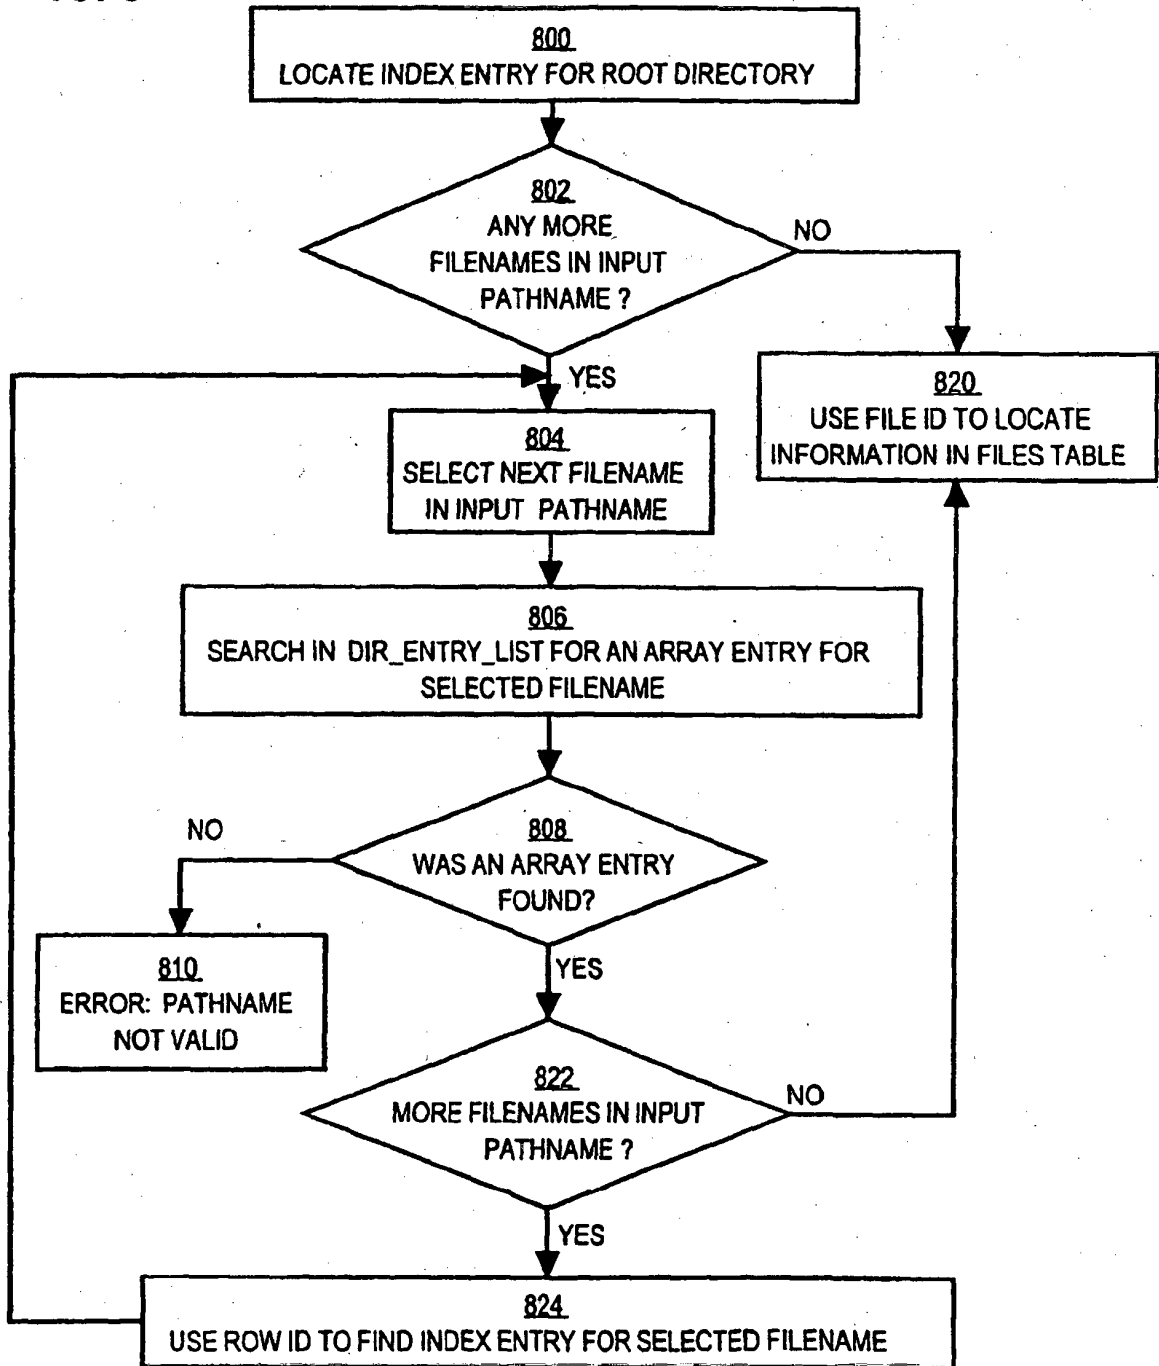 800
LOCATE INDEX ENTRY FOR ROOT DIRECTORY
802
ANY MORE
FILENAMES IN INPUT
PATHNAME ?
NO
YES
820
USE FILE ID TO LOCATE
INFORMATION IN FILES TABLE
804
SELECT NEXT FILENAME
IN INPUT PATHNAME
806
SEARCH IN DIR_ENTRY_LIST FOR AN ARRAY ENTRY FOR
SELECTED FILENAME
NO
808
WAS AN ARRAY ENTRY
FOUND?
810
ERROR: PATHNAME
NOT VALID
YES
822
MORE FILENAMES IN INPUT
PATHNAME ?
NO
YES
824
USE ROW ID TO FIND INDEX ENTRY FOR SELECTED FILENAME